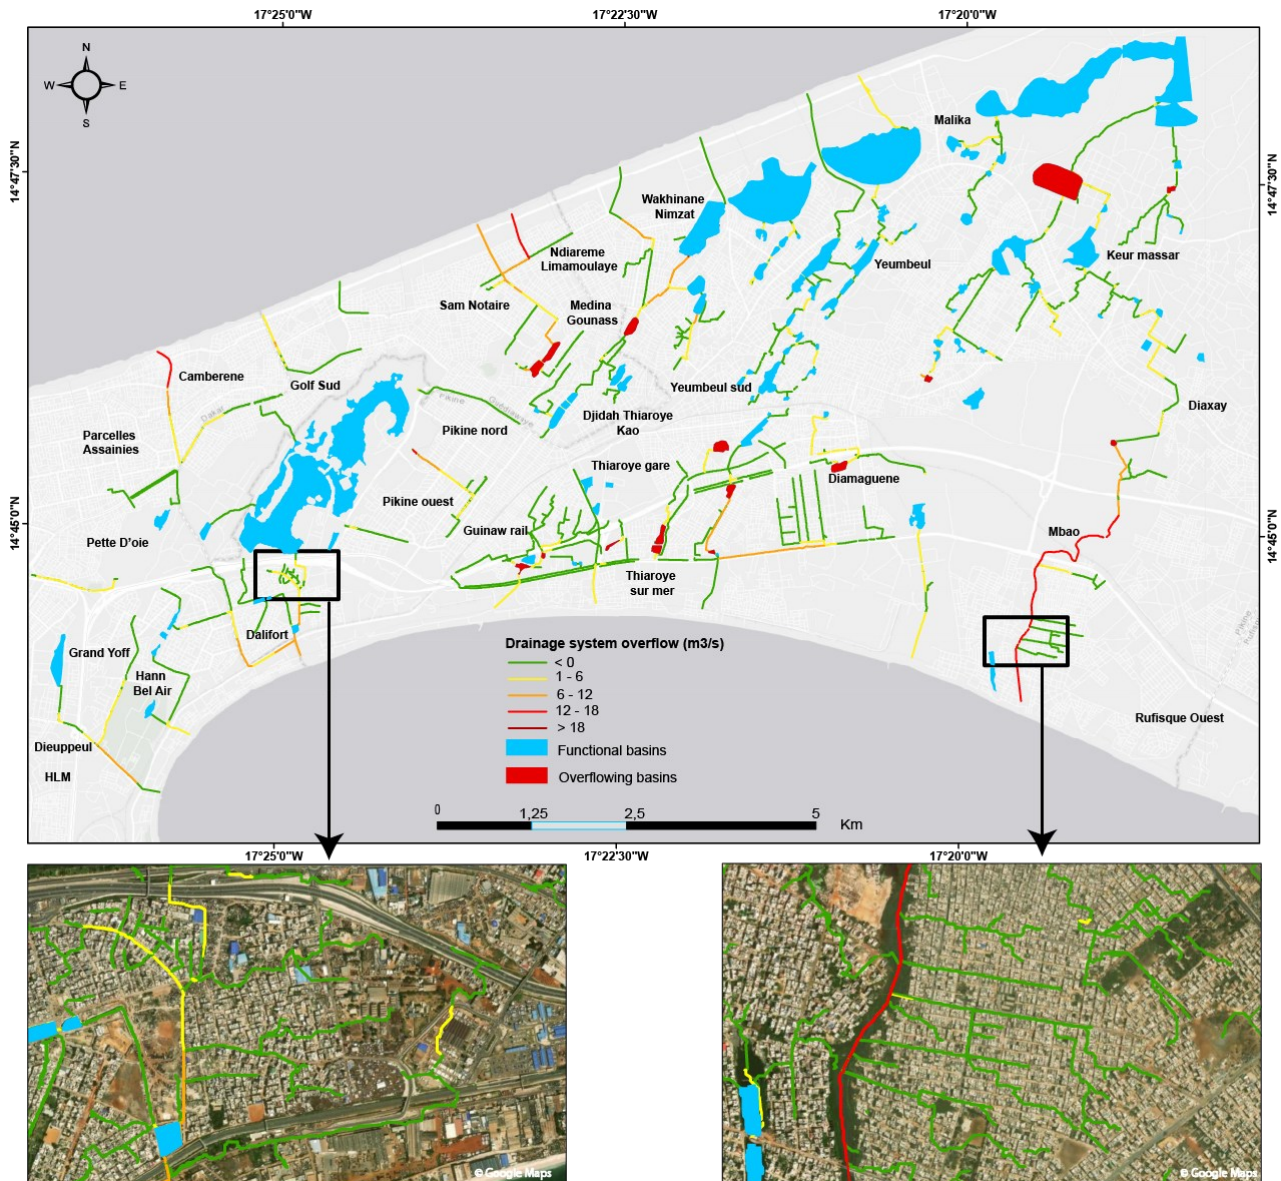 17°25'0"W
17°22'30"W
17°20'0"W
N
W
E
S
14°47'30"N
14°47'30"N
Malika
Wakhinane
Nimzat
Ndiareme
Limamoulaye
Yeumbeul
Keur massar
Sam Notaire
Medina
Gounass
Camberene
Golf Sud
Yeumbeul sud
Diaxay
Dakar
Pikine
Djidah Thiaroye
Kao
Parcelles
Assainies
Pikine nord
Thiaroye gare
Diamaguene
Pikine ouest
14°45'0"N
14°45'0"N
Guinaw rail
Mbao
Pette D'oie
Thiaroye
sur mer
Dalifort
Grand Yoff
Hann
Bel Air
Pikine
Rufisque Ouest
Dieuppeul
HLM
Drainage system overflow (m3/s)
< 0
1 - 6
6 - 12
12 - 18
> 18
Functional basins
Overflowing basins
0
1,25
2,5
5
Km
17°25'0"W
17°22'30"W
17°20'0"W
© Google Maps
© Google Maps